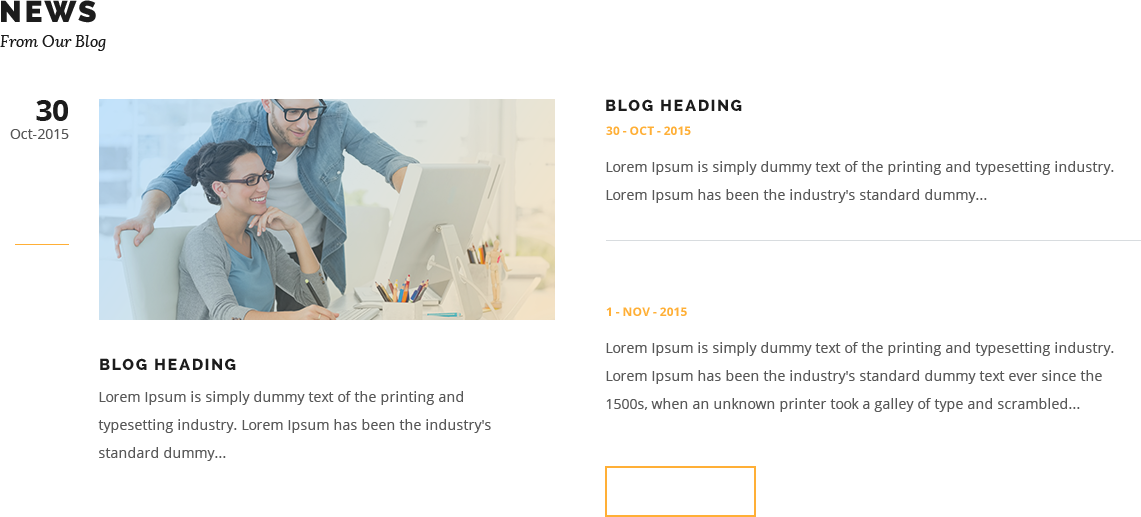 NEWS
From Our Blog
30
Oct-2015
BLOG HEADING
Lorem Ipsum is simply dummy text of the printing and
typesetting industry. Lorem Ipsum has been the industry's
standard dummy...
BLOG HEADING
30 - OCT - 2015
Lorem Ipsum is simply dummy text of the printing and typesetting industry.
Lorem Ipsum has been the industry's standard dummy...
1 - NOV - 2015
Lorem Ipsum is simply dummy text of the printing and typesetting industry.
Lorem Ipsum has been the industry's standard dummy text ever since the
1500s, when an unknown printer took a galley of type and scrambled...